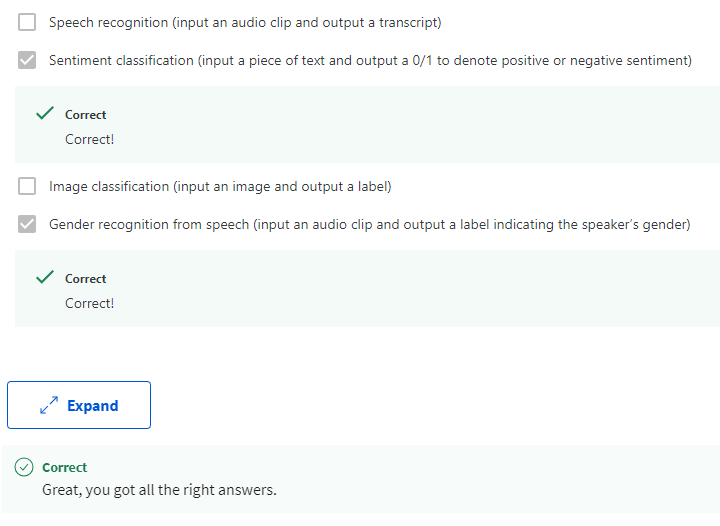 Speech recognition (input an audio clip and output a transcript)
Sentiment classification (input a piece of text and output a 0/1 to denote positive or negative sentiment)
Correct
Correct!
Image classification (input an image and output a label)
Gender recognition from speech (input an audio clip and output a label indicating the speaker's gender)
Correct
Correct!
Expand
Correct
Great, you got all the right answers.